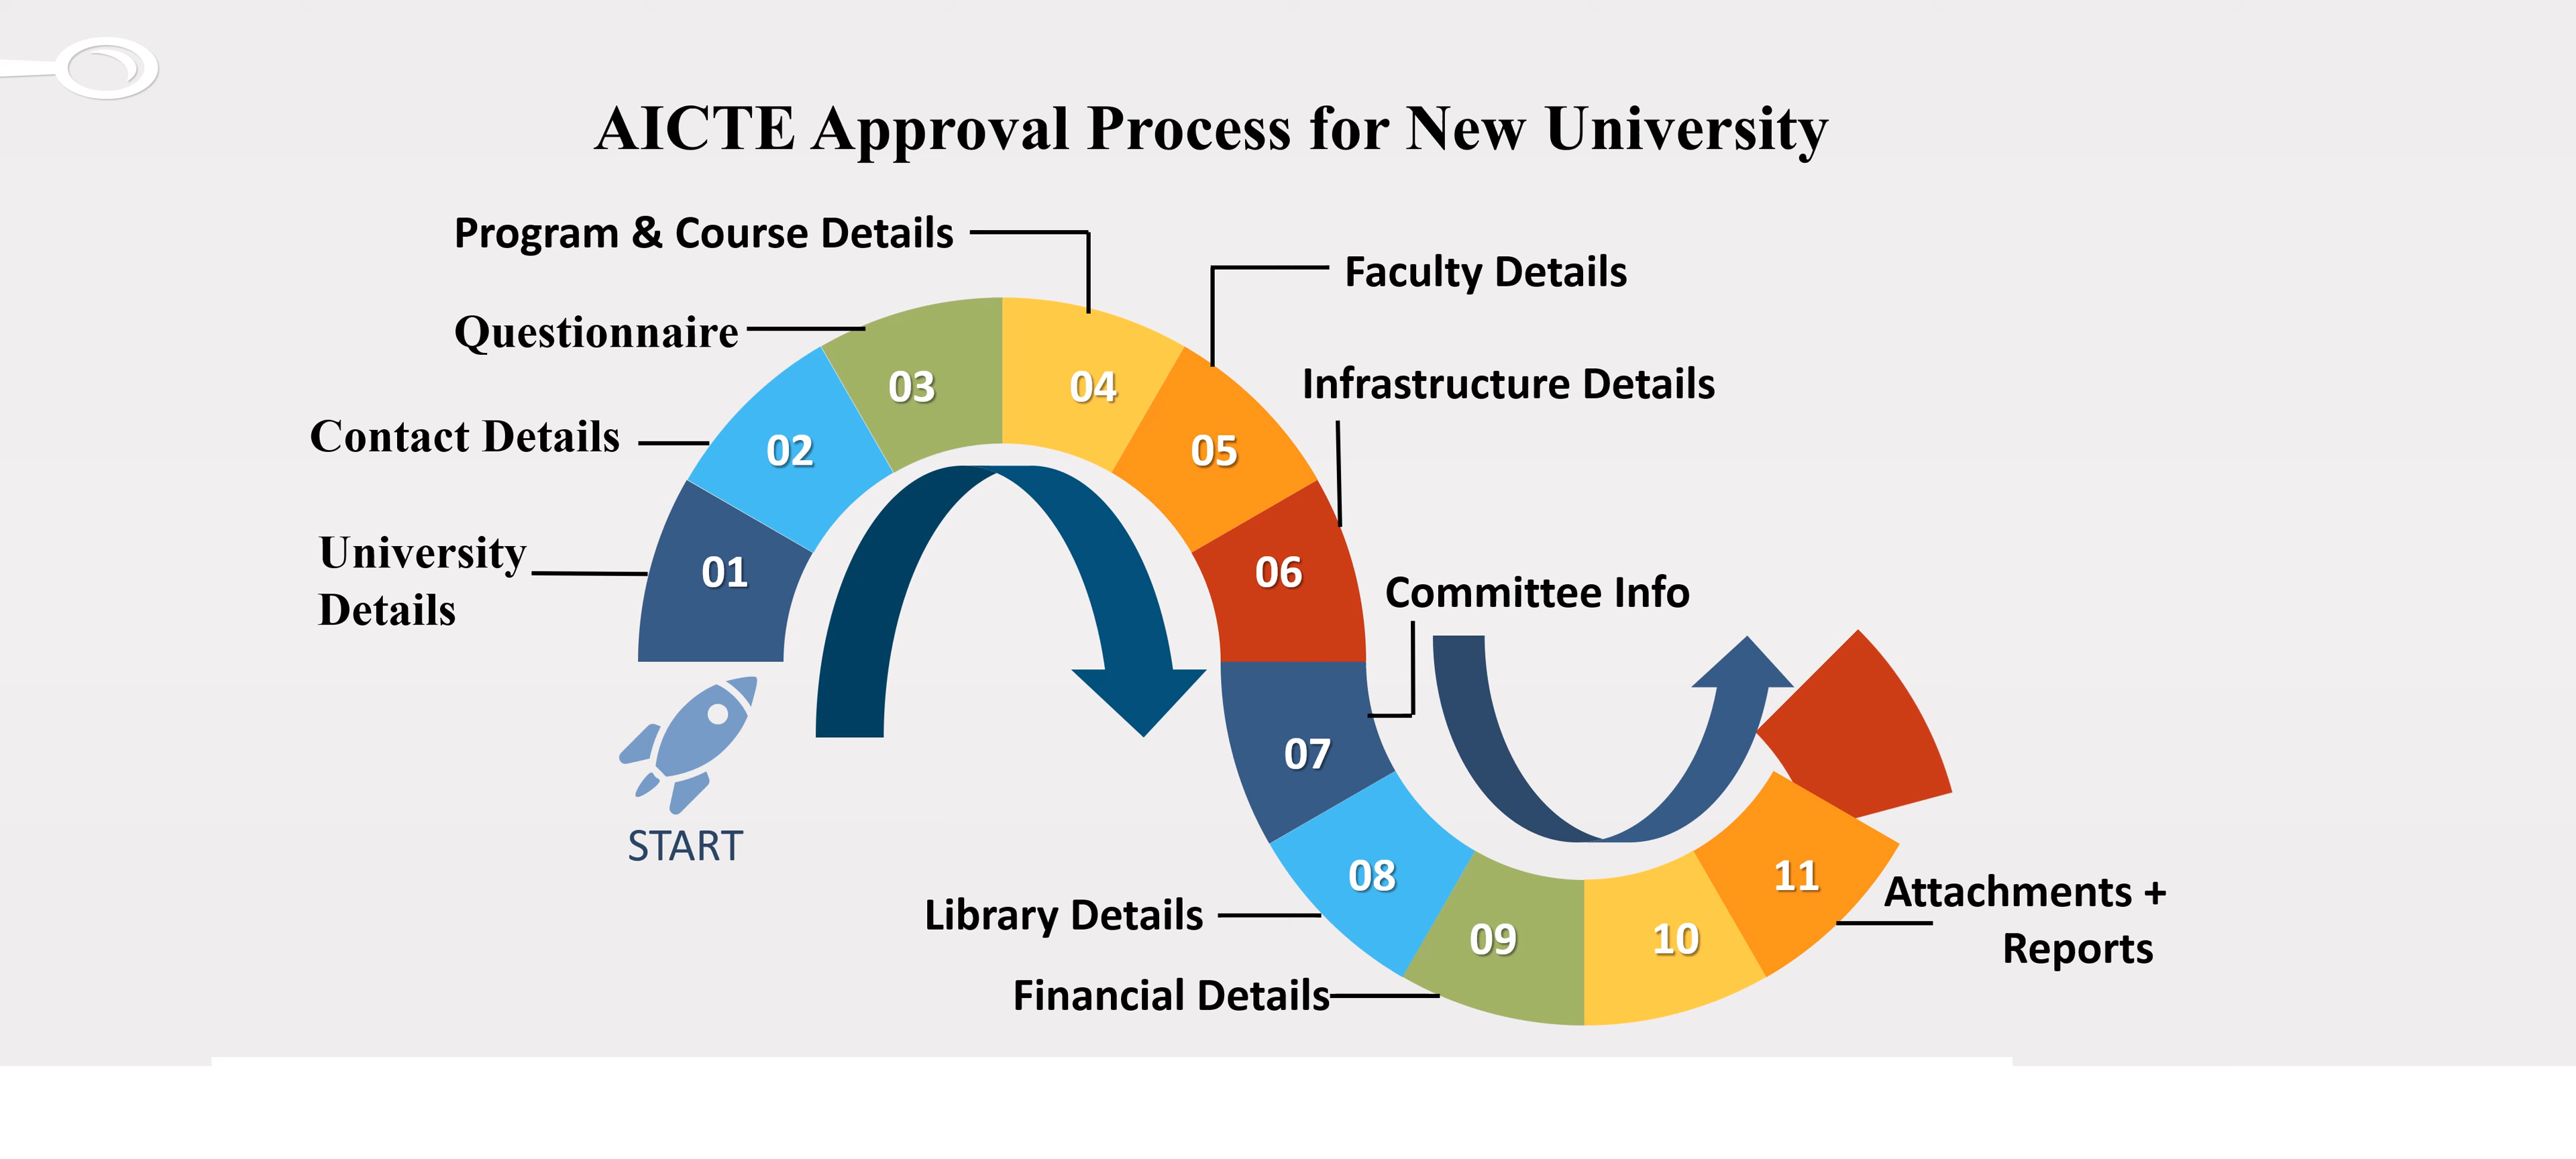 AICTE Approval Process for New University
Program & Course Details
Faculty Details
Questionnaire
Infrastructure Details
Contact Details
University
Details
03
04
02
05
01
06
Committee Info
07
START
08
11
Attachments +
Reports
Library Details
09
10
Financial Details